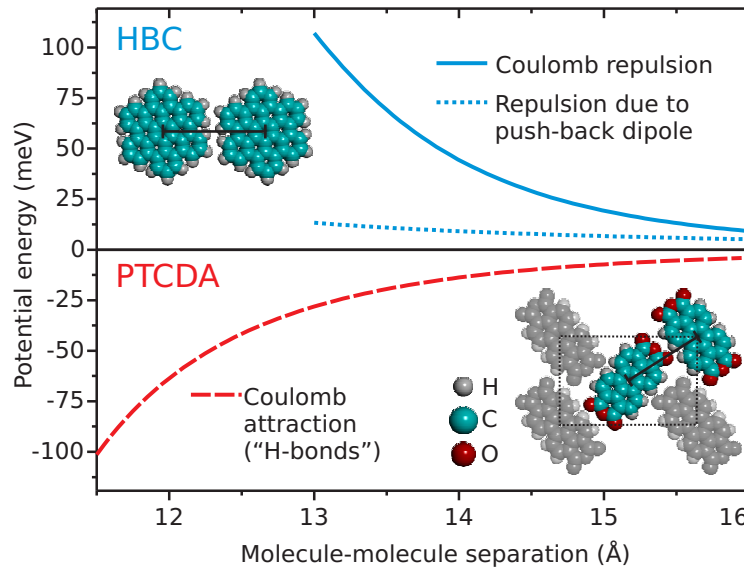 HBC
Coulomb repulsion
Repulsion due to
push-back dipole
100
75
50
25
0
-25
-50
-75
-100
Potential energy (meV)
PTCDA
Coulomb
attraction
(“H-bonds”)
H
C
O
12 13 14 15 16
Molecule-molecule separation (Å)